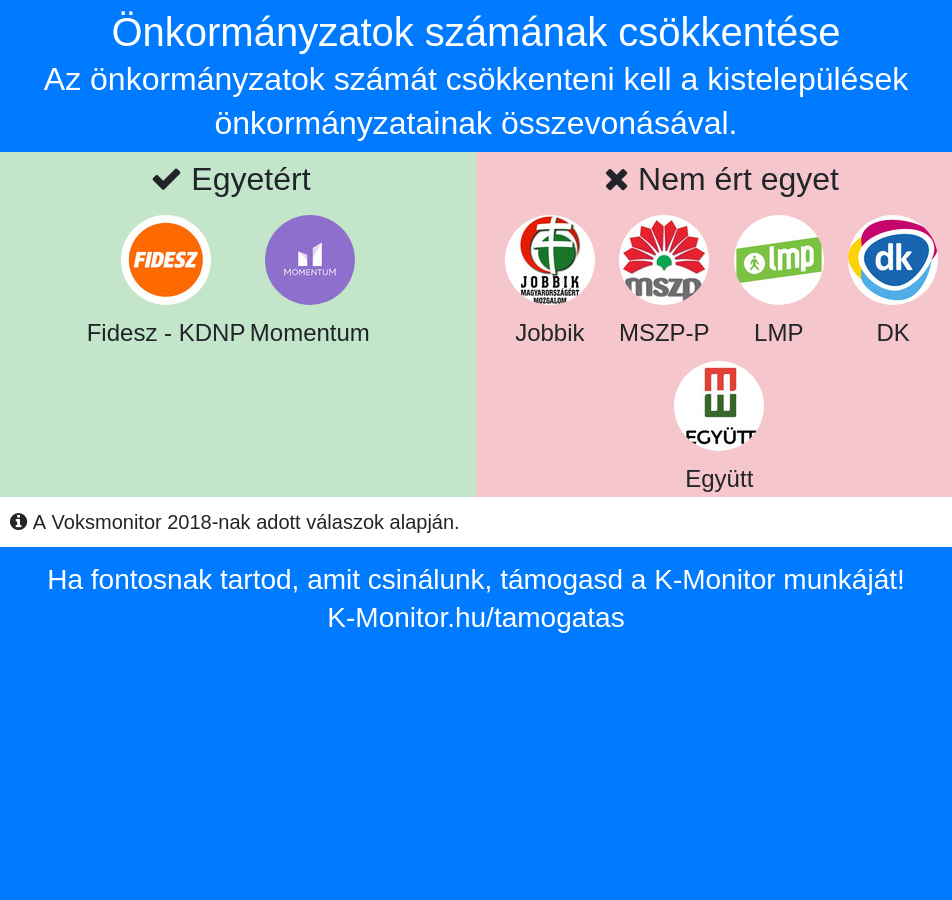 Önkormányzatok számának csökkentése
Az önkormányzatok számát csökkenteni kell a kistelepülések
önkormányzatainak összevonásával.
Egyetért
Nem ért egyet
FIDESZ
MOMENTUM
JOBBIK
MAGYARORSZÁGÉRT
MOZGALOM
mszp
lmp
dk
Fidesz - KDNP
Momentum
Jobbik
MSZP-P
LMP
DK
EGYÜTT
Együtt
A Voksmonitor 2018-nak adott válaszok alapján.
Ha fontosnak tartod, amit csinálunk, támogasd a K-Monitor munkáját!
K-Monitor.hu/tamogatas